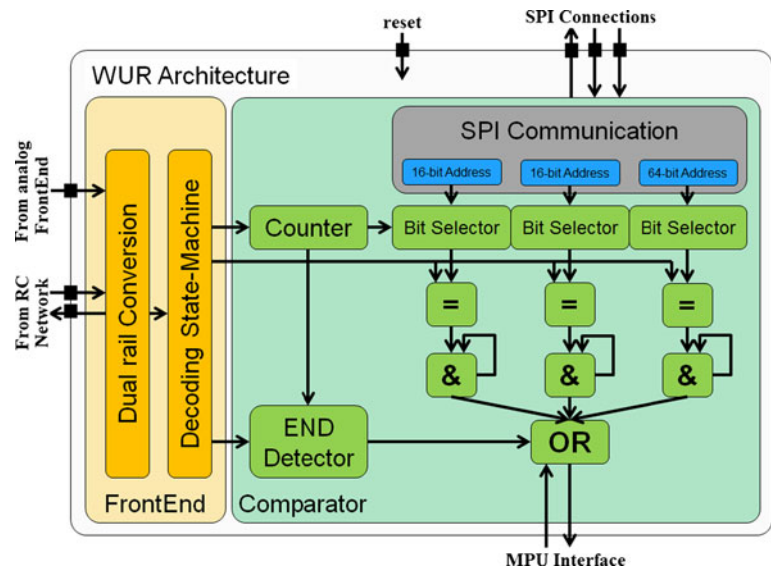 reset
SPI Connections
WUR Architecture
SPI Communication
16-bit Address
16-bit Address
64-bit Address
From analog
FrontEnd
Dual rail Conversion
Decoding State-Machine
Counter
Bit Selector
Bit Selector
Bit Selector
From RC
Network
=
=
=
&
&
&
END
Detector
OR
FrontEnd
Comparator
MPU Interface